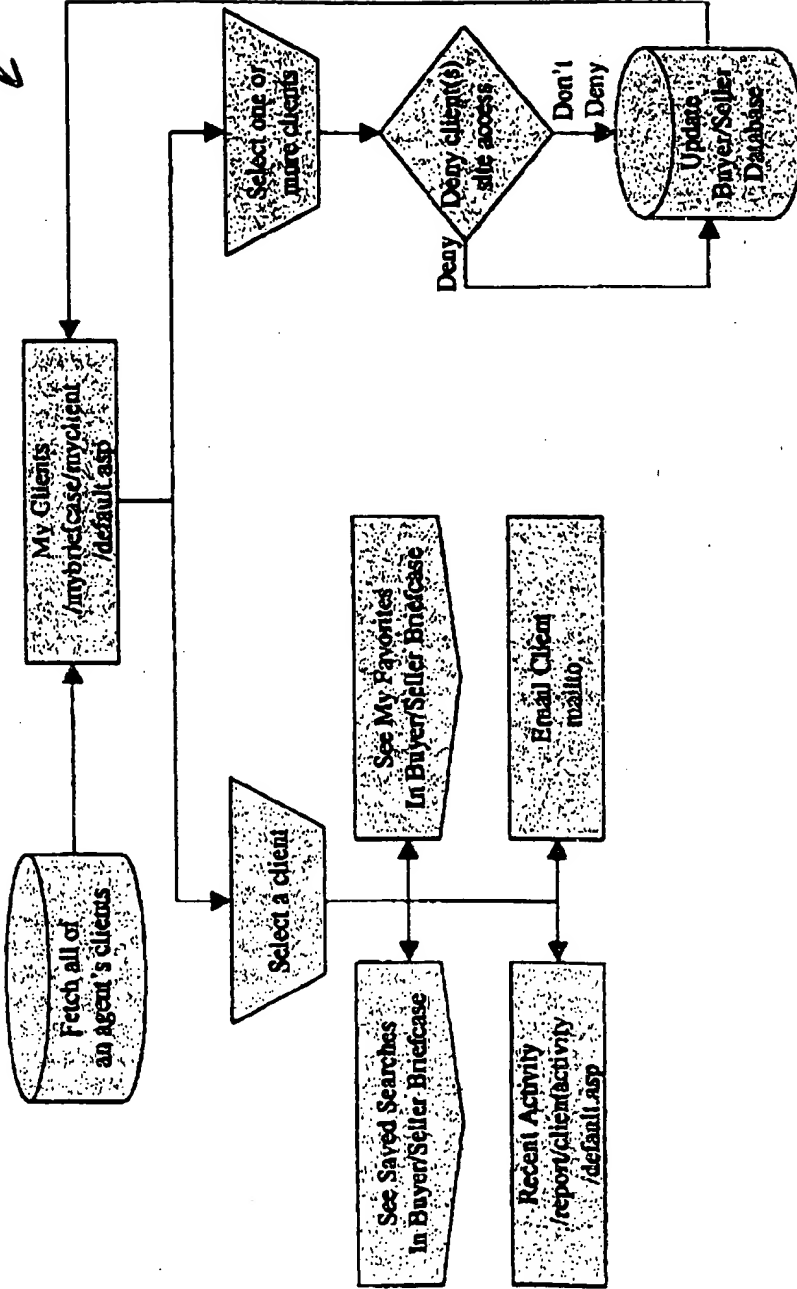 Fetch all of
an agent's clients
My Clients
/mybriefcase/myclient
/default.asp
Select a client
Select one or
more clients
See Saved Searches
In Buyer/Seller Briefcase
See My Favorites
In Buyer/Seller Briefcase
Recent Activity
/report/clientactivity
/default.asp
Email Client
mailto
Deny client(s)
site access
Deny
Don't
Deny
Update
Buyer/Seller
Database